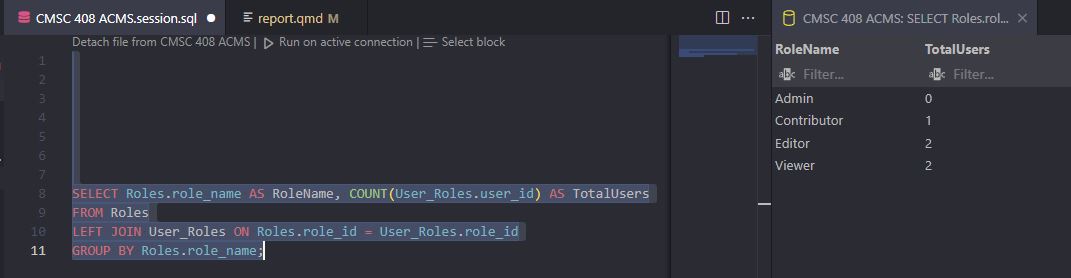 CMSC 408 ACMS.session.sql
report.qmd M
CMSC 408 ACMS: SELECT Roles.rol...
Detach file from CMSC 408 ACMS | Run on active connection | Select block
1
2
3
4
5
6
7
8 SELECT Roles.role_name AS RoleName, COUNT(User_Roles.user_id) AS TotalUsers
9 FROM Roles
10 LEFT JOIN User_Roles ON Roles.role_id = User_Roles.role_id
11 GROUP BY Roles.role_name;
RoleName TotalUsers
abc Filter... abc Filter...
Admin 0
Contributor 1
Editor 2
Viewer 2